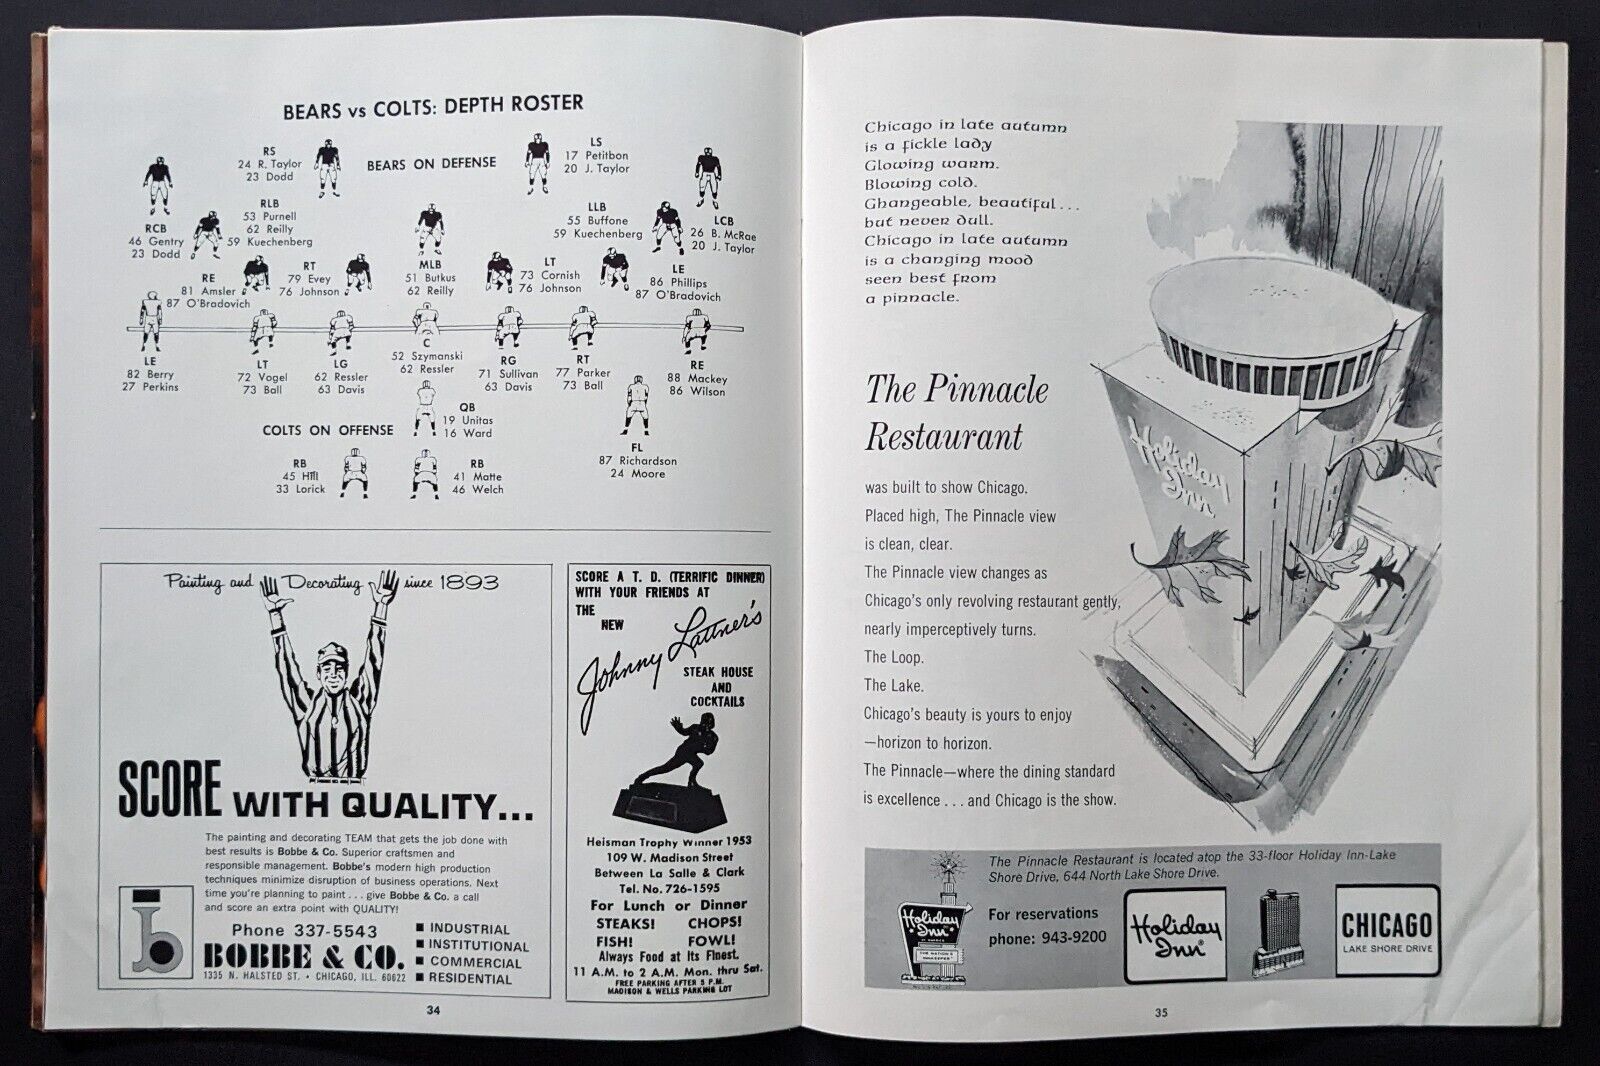 BEARS vs COLTS: DEPTH ROSTER
BEARS ON DEFENSE
RS
24 R. Taylor
23 Dodd
LS
17 Petitbon
20 J. Taylor
RCB
46 Gentry
23 Dodd
RLB
53 Purnell
62 Reilly
59 Kuechenberg
LLB
55 Buffone
59 Kuechenberg
LCB
26 B. McRae
20 J. Taylor
RE
81 Amsler
87 O'Bradovich
RT
79 Evey
76 Johnson
MLB
51 Butkus
62 Reilly
LT
73 Cornish
76 Johnson
LE
86 Phillips
87 O'Bradovich
LE
82 Berry
27 Perkins
LT
72 Vogel
73 Ball
LG
62 Ressler
63 Davis
C
52 Szymanski
62 Ressler
RG
71 Sullivan
63 Davis
RT
77 Parker
73 Ball
RE
88 Mackey
86 Wilson
QB
19 Unitas
16 Ward
COLTS ON OFFENSE
FL
87 Richardson
24 Moore
RB
45 Hill
33 Lorick
RB
41 Matte
46 Welch
Painting and Decorating since 1893
SCORE WITH QUALITY...
The painting and decorating TEAM that gets the job done with
best results is Bobbe & Co. Superior craftsmen and
responsible management. Bobbe's modern high production
techniques minimize disruption of business operations. Next
time you're planning to paint . . . give Bobbe & Co. a call
and score an extra point with QUALITY!
Phone 337-5543
BOBBE & CO.
1335 N. HALSTED ST. • CHICAGO, ILL. 60622
■ INDUSTRIAL
■ INSTITUTIONAL
■ COMMERCIAL
■ RESIDENTIAL
b
SCORE A T. D. (TERRIFIC DINNER)
WITH YOUR FRIENDS AT
THE
NEW
Johnny Lattner's
STEAK HOUSE
AND
COCKTAILS
Heisman Trophy Winner 1953
109 W. Madison Street
Between La Salle & Clark
Tel. No. 726-1595
For Lunch or Dinner
STEAKS! CHOPS!
FISH! FOWL!
Always Food at Its Finest.
11 A.M. to 2 A.M. Mon. thru Sat.
FREE PARKING AFTER 5 P.M.
MADISON & WELLS PARKING LOT
34
Chicago in late autumn
is a fickle lady
Glowing warm.
Blowing cold.
Changeable, beautiful . . .
but never dull.
Chicago in late autumn
is a changing mood
seen best from
a pinnacle.
Holiday
Inn
The Pinnacle
Restaurant
was built to show Chicago.
Placed high, The Pinnacle view
is clean, clear.
The Pinnacle view changes as
Chicago's only revolving restaurant gently,
nearly imperceptively turns.
The Loop.
The Lake.
Chicago's beauty is yours to enjoy
—horizon to horizon.
The Pinnacle—where the dining standard
is excellence . . . and Chicago is the show.
The Pinnacle Restaurant is located atop the 33-floor Holiday Inn-Lake
Shore Drive, 644 North Lake Shore Drive.
Holiday
Inn
THE NATION'S
INNKEEPER
For reservations
phone: 943-9200
Holiday
Inn®
CHICAGO
LAKE SHORE DRIVE
35